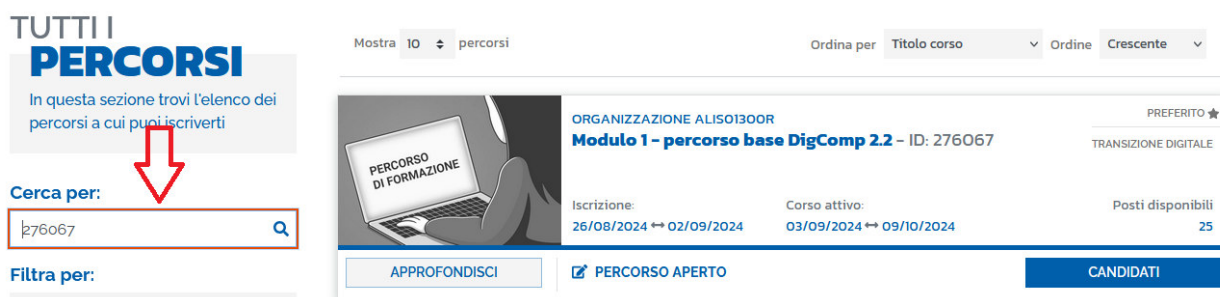 TUTTI I
PERCORSI
In questa sezione trovi l'elenco dei
percorsi a cui puoi iscriverti
Cerca per:
276067
Filtra per:
Mostra 10 percorsi
Ordina per Titolo corso Ordine Crescente
PERCORSO
DI FORMAZIONE
ORGANIZZAZIONE ALIS01300R
Modulo 1 - percorso base DigComp 2.2 - ID: 276067
PREFERITO
TRANSIZIONE DIGITALE
Iscrizione:
26/08/2024 ↔ 02/09/2024
Corso attivo:
03/09/2024 ↔ 09/10/2024
Posti disponibili
25
APPROFONDISCI
PERCORSO APERTO
CANDIDATI